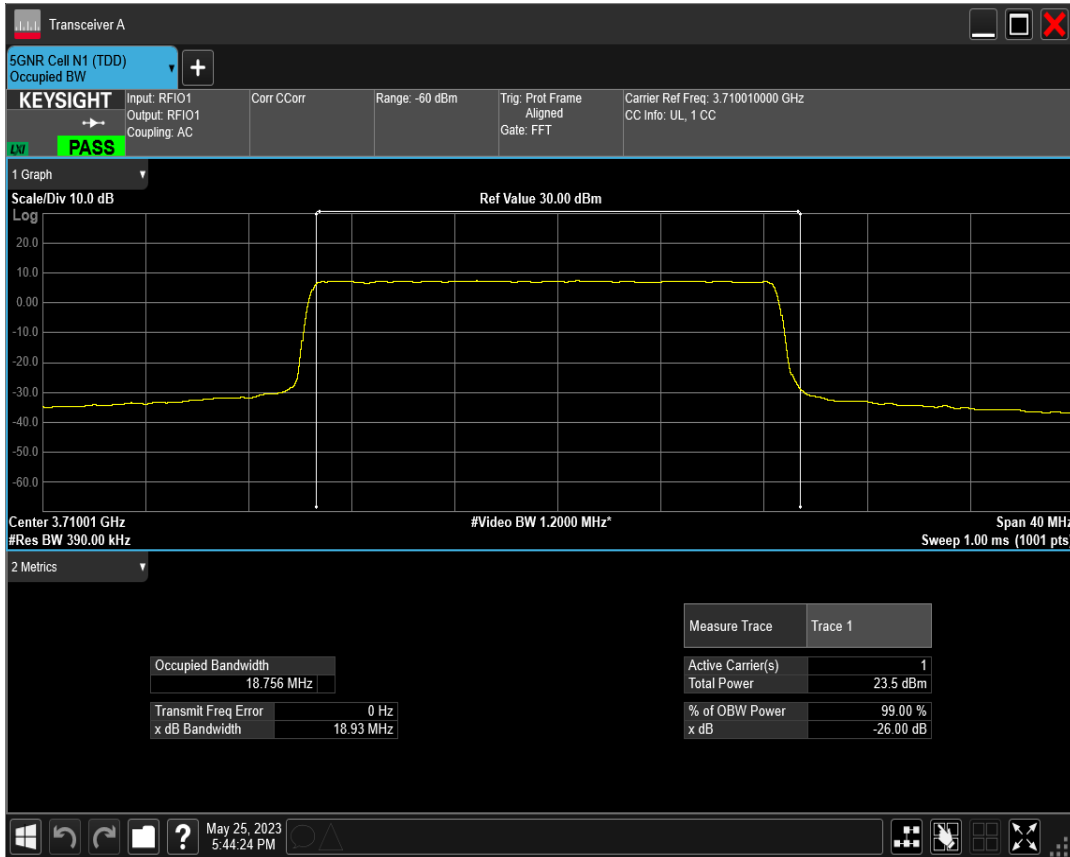 Transceiver A
5GNR Cell N1 (TDD)
Occupied BW
+
KEYSIGHT
LXI
PASS
Input: RFIO1
Output: RFIO1
Coupling: AC
Corr CCorr
Range: -60 dBm
Trig: Prot Frame
Aligned
Gate: FFT
Carrier Ref Freq: 3.710010000 GHz
CC Info: UL, 1 CC
1 Graph
Scale/Div 10.0 dB
Ref Value 30.00 dBm
Log
20.0
10.0
0.00
-10.0
-20.0
-30.0
-40.0
-50.0
-60.0
Center 3.71001 GHz
#Video BW 1.2000 MHz*
Span 40 MHz
#Res BW 390.00 kHz
Sweep 1.00 ms (1001 pts)
2 Metrics
Measure Trace Trace 1
Occupied Bandwidth
18.756 MHz
Active Carrier(s) 1
Total Power 23.5 dBm
Transmit Freq Error 0 Hz
x dB Bandwidth 18.93 MHz
% of OBW Power 99.00 %
x dB -26.00 dB
?
May 25, 2023
5:44:24 PM